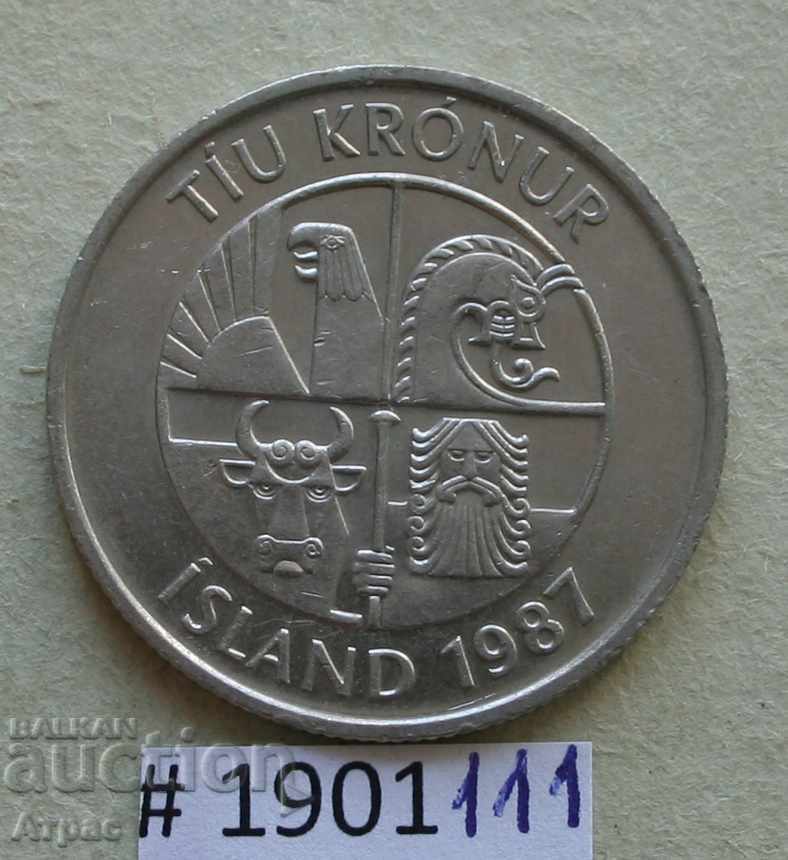 TÍU KRÓNUR
ÍSLAND 1987
BALKAN
auction
Атрас
# 1901111